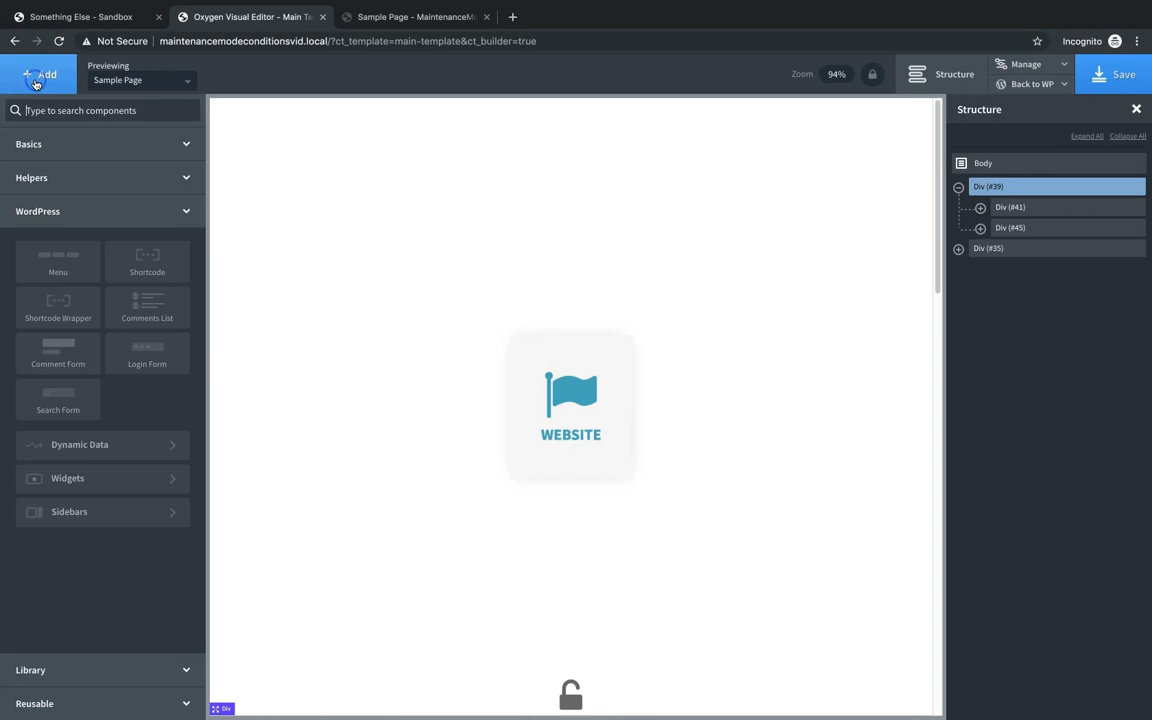 Something Else - Sandbox
Oxygen Visual Editor - Main Te
Sample Page - MaintenanceM
Not Secure
maintenancemodeconditionsvid.local/?ct_template=main-template&ct_builder=true
Incognito
+ Add
Previewing
Sample Page
Zoom
94%
Structure
Manage
Back to WP
Save
Type to search components
Basics
Helpers
WordPress
Menu
Shortcode
Shortcode Wrapper
Comments List
Comment Form
Login Form
Search Form
Dynamic Data
Widgets
Sidebars
Library
Reusable
WEBSITE
Div
Structure
Expand All
Collapse All
Body
Div (#39)
Div (#41)
Div (#45)
Div (#35)